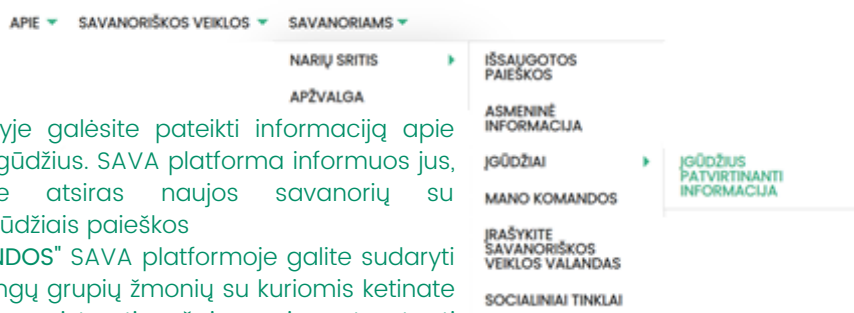 APIE SAVANORIŠKOS VEIKLOS SAVANORIAMS
NARIŲ SRITIS
APŽVALGA
IŠSAUGOTOS
PAIEŠKOS
ASMENINĖ
INFORMACIJA
ĮGŪDŽIAI
MANO KOMANDOS
ĮRAŠYKITE
SAVANORIŠKOS
VEIKLOS VALANDAS
SOCIALINIAI TINKLAI
ĮGŪDŽIUS
PATVIRTINANTI
INFORMACIJA
yje galėsite pateikti informaciją apie
gūdžius. SAVA platforma informuos jus,
e atsiras naujos savanorių su
ūdžiais paieškos
NDOS" SAVA platformoje galite sudaryti
ngų grupių žmonių su kuriomis ketinate